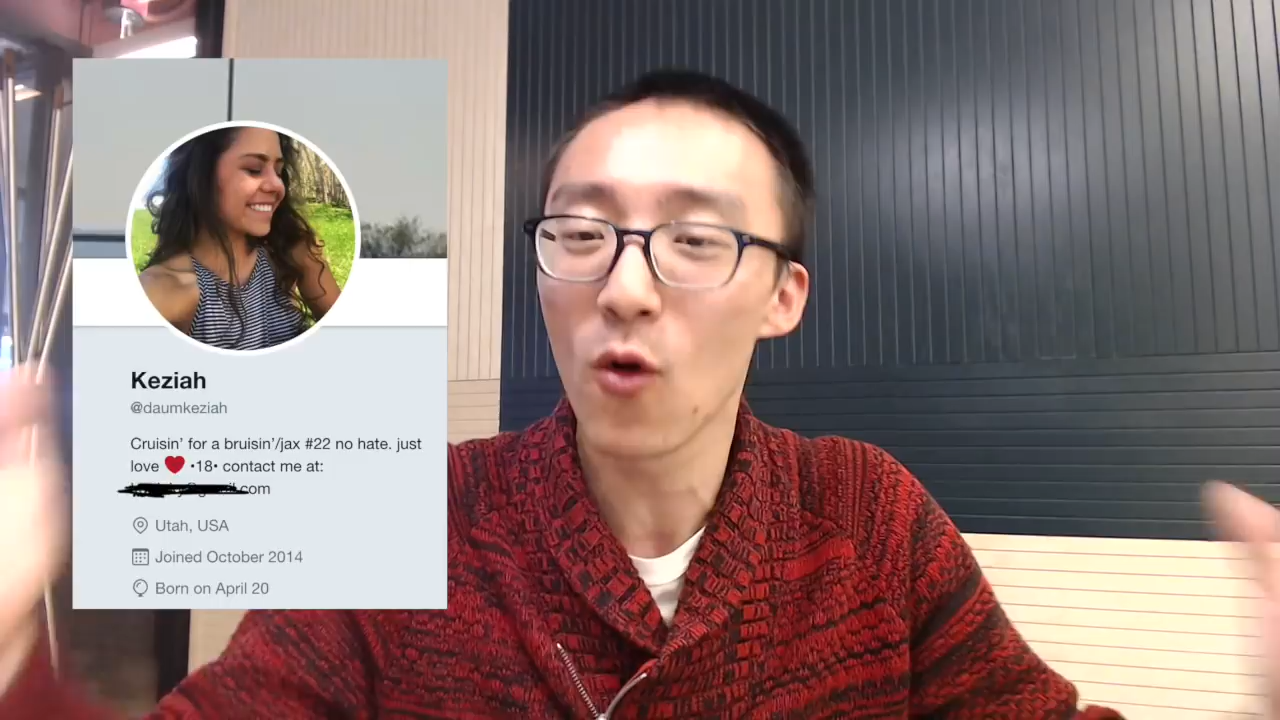 Keziah
@daumkeziah
Cruisin' for a bruisin'/jax #22 no hate. just
love ❤️ •18• contact me at:
.com
Utah, USA
Joined October 2014
Born on April 20